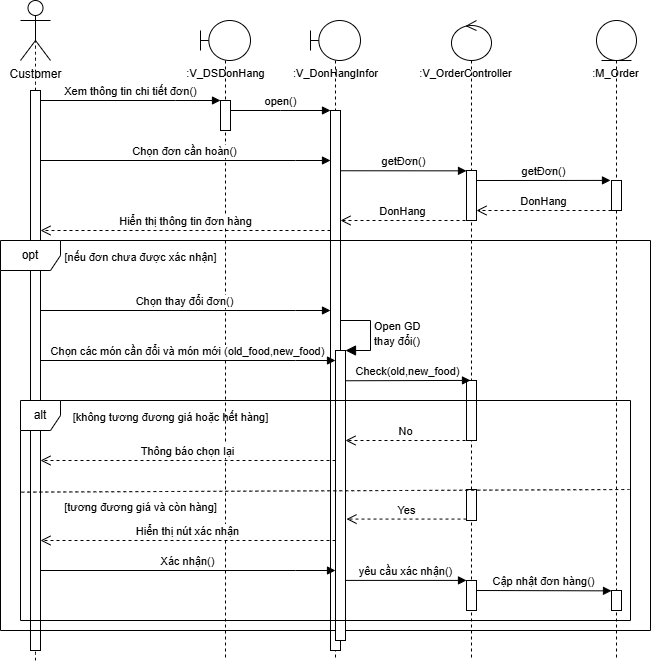 Customer
:V_DSDonHang
:V_DonHangInfor
:V_OrderController
:M_Order
Xem thông tin chi tiết đơn()
open()
Chọn đơn cần hoàn()
getĐơn()
getĐơn()
DonHang
DonHang
Hiển thị thông tin đơn hàng
opt
[nếu đơn chưa được xác nhận]
Chọn thay đổi đơn()
Open GD
thay đổi()
Chọn các món cần đổi và món mới (old_food,new_food)
Check(old,new_food)
alt
[không tương đương giá hoặc hết hàng]
No
Thông báo chọn lại
[tương đương giá và còn hàng]
Yes
Hiển thị nút xác nhận
Xác nhận()
yêu cầu xác nhận()
Cập nhật đơn hàng()